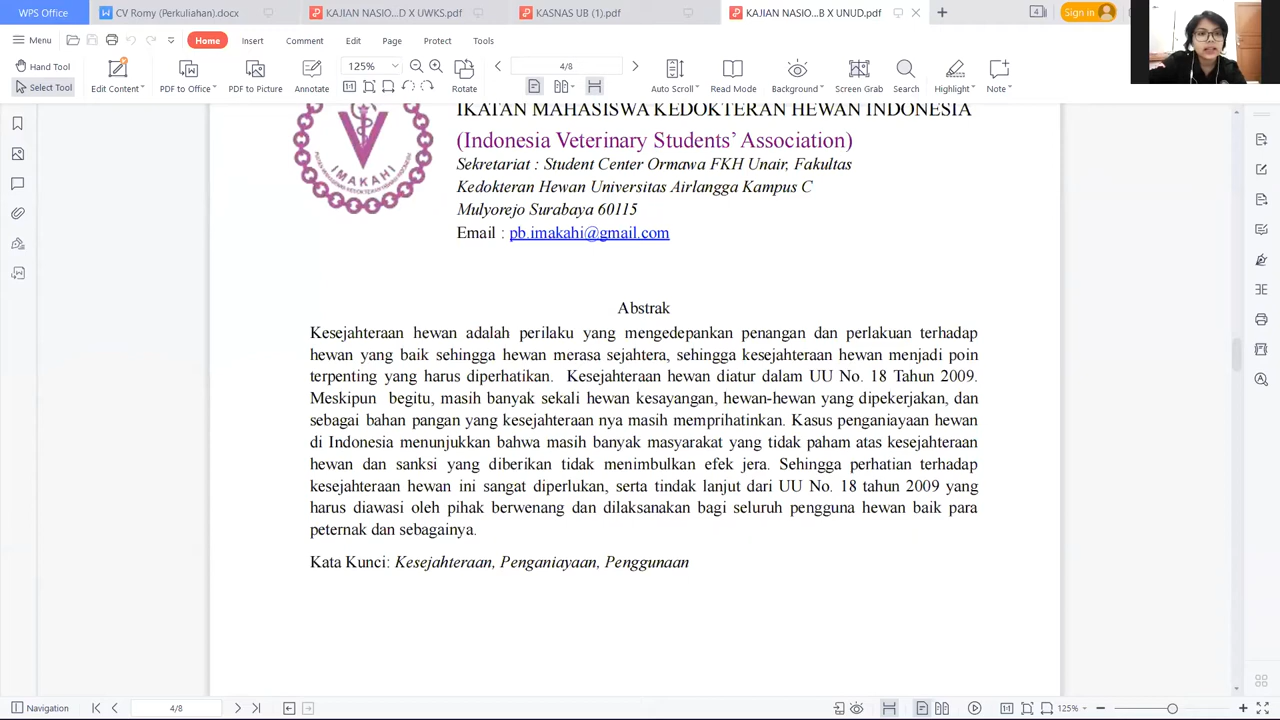 WPS Office
CV Romy (Perkuliahan).docx
KAJIAN NASIO...D X UWKS.pdf
KASNAS UB (1).pdf
KAJIAN NASIO...B X UNUD.pdf
4
Sign in
Menu
Home
Insert
Comment
Edit
Page
Protect
Tools
Hand Tool
Select Tool
Edit Content
PDF to Office
PDF to Picture
Annotate
125%
Rotate
4/8
Auto Scroll
Read Mode
Background
Screen Grab
Search
Highlight
Note
IKATAN MAHASISWA KEDOKTERAN HEWAN INDONESIA
(Indonesia Veterinary Students’ Association)
Sekretariat : Student Center Ormawa FKH Unair, Fakultas
Kedokteran Hewan Universitas Airlangga Kampus C
Mulyorejo Surabaya 60115
Email : pb.imakahi@gmail.com
IMAKAHI
Abstrak
Kesejahteraan hewan adalah perilaku yang mengedepankan penangan dan perlakuan terhadap
hewan yang baik sehingga hewan merasa sejahtera, sehingga kesejahteraan hewan menjadi poin
terpenting yang harus diperhatikan. Kesejahteraan hewan diatur dalam UU No. 18 Tahun 2009.
Meskipun begitu, masih banyak sekali hewan kesayangan, hewan-hewan yang dipekerjakan, dan
sebagai bahan pangan yang kesejahteraan nya masih memprihatinkan. Kasus penganiayaan hewan
di Indonesia menunjukkan bahwa masih banyak masyarakat yang tidak paham atas kesejahteraan
hewan dan sanksi yang diberikan tidak menimbulkan efek jera. Sehingga perhatian terhadap
kesejahteraan hewan ini sangat diperlukan, serta tindak lanjut dari UU No. 18 tahun 2009 yang
harus diawasi oleh pihak berwenang dan dilaksanakan bagi seluruh pengguna hewan baik para
peternak dan sebagainya.
Kata Kunci: Kesejahteraan, Penganiayaan, Penggunaan
Navigation
4/8
125%